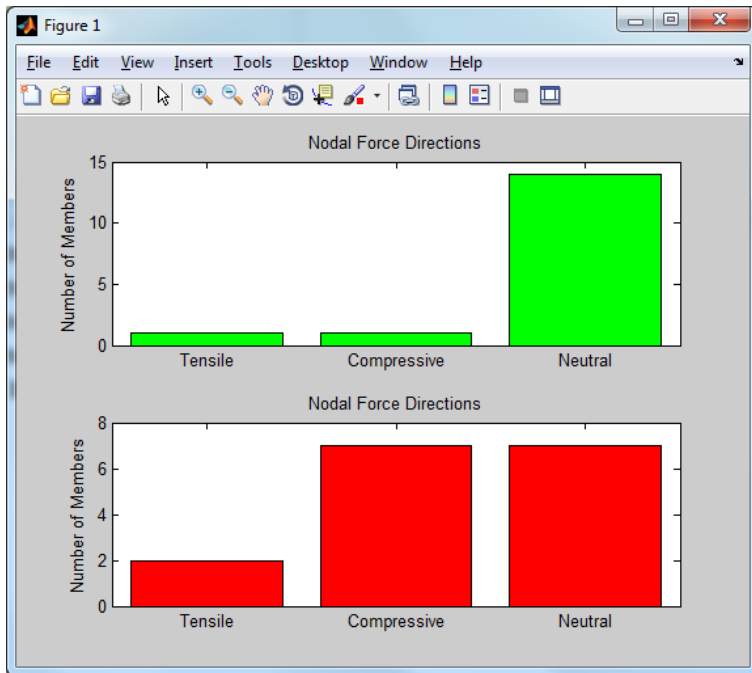 Figure 1
File Edit View Insert Tools Desktop Window Help
Nodal Force Directions
Number of Members
15
10
5
0
Tensile Compressive Neutral
Nodal Force Directions
Number of Members
8
6
4
2
0
Tensile Compressive Neutral